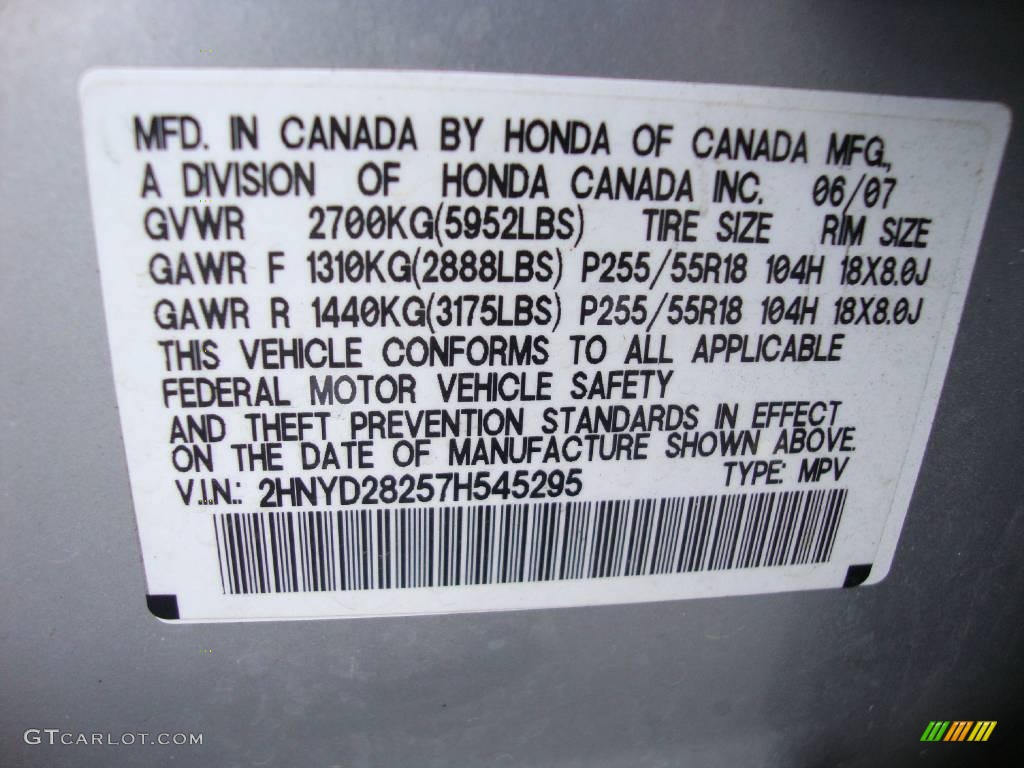 MFD. IN CANADA BY HONDA OF CANADA MFG.,
A DIVISION OF HONDA CANADA INC. 06/07
GVWR 2700KG(5952LBS) TIRE SIZE RIM SIZE
GAWR F 1310KG(2888LBS) P255/55R18 104H 18X8.0J
GAWR R 1440KG(3175LBS) P255/55R18 104H 18X8.0J
THIS VEHICLE CONFORMS TO ALL APPLICABLE
FEDERAL MOTOR VEHICLE SAFETY
AND THEFT PREVENTION STANDARDS IN EFFECT
ON THE DATE OF MANUFACTURE SHOWN ABOVE.
V.I.N.: 2HNYD28257H545295 TYPE: MPV
GTCARLOT.COM